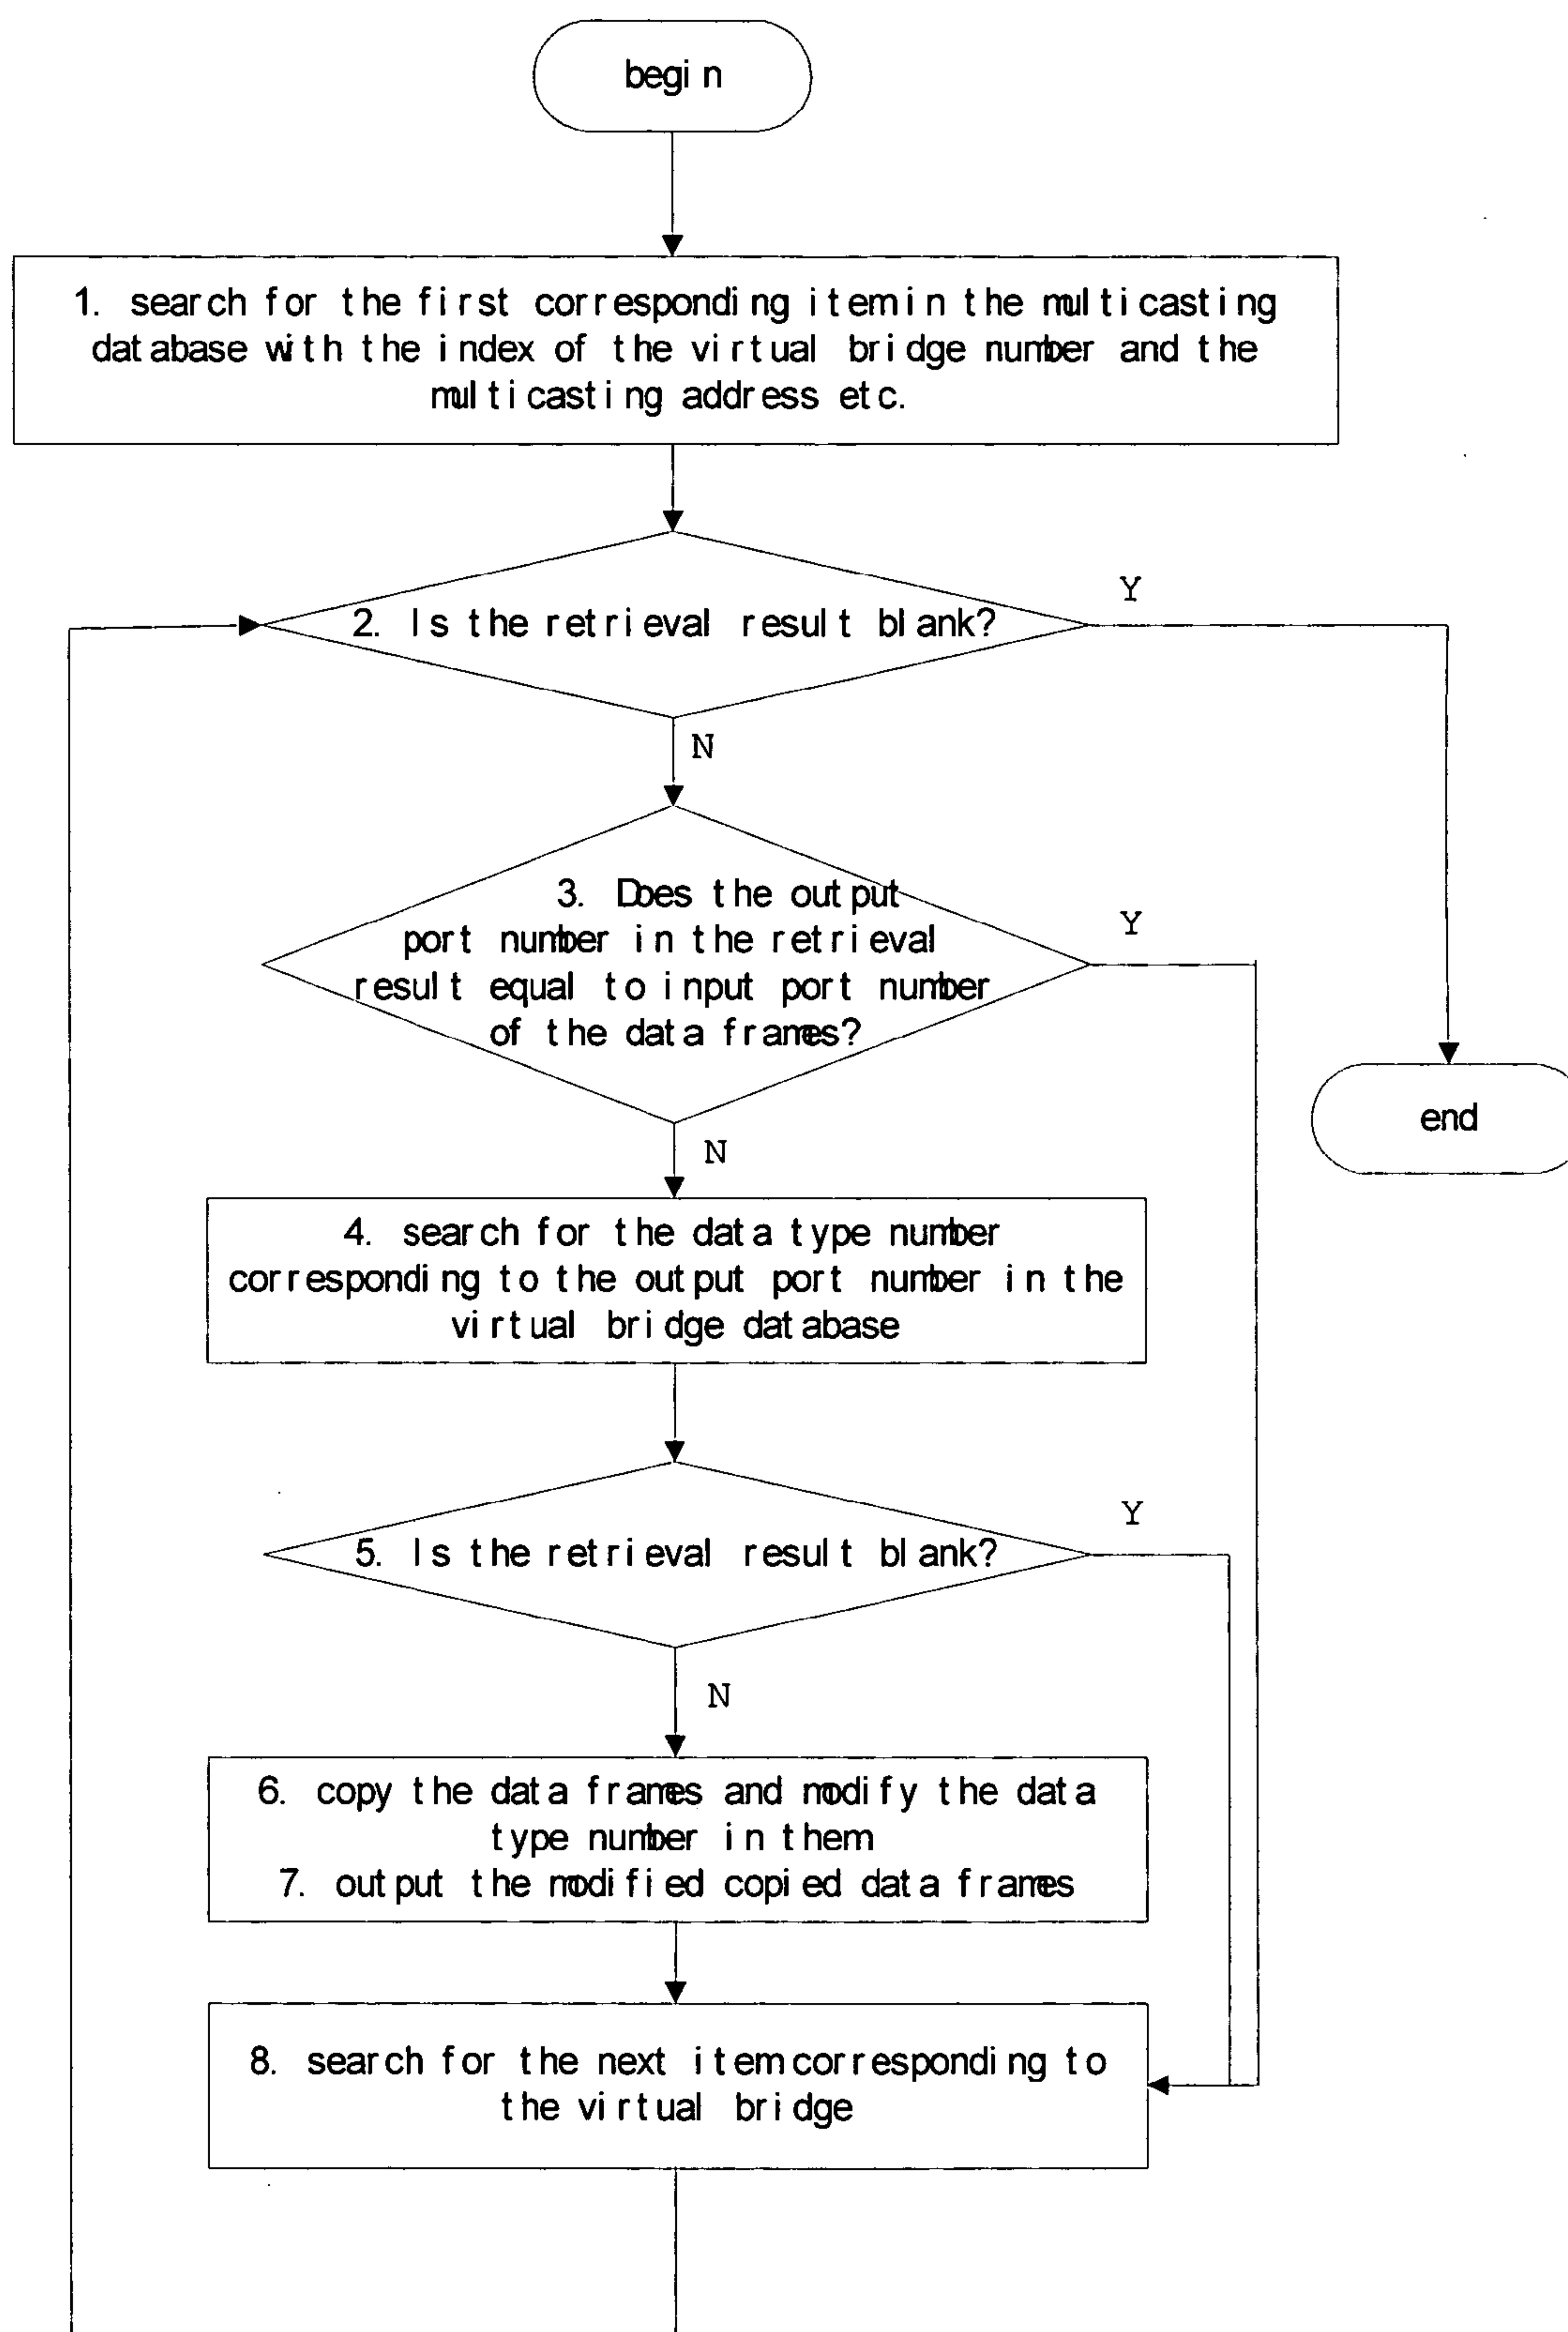 begin
1. search for the first corresponding item in the multicasting
database with the index of the virtual bridge number and the
multicasting address etc.
Y
2. Is the retrieval result blank?
N
3. Does the output
port number in the retrieval
result equal to input port number
of the data frames?
Y
end
N
4. search for the data type number
corresponding to the output port number in the
virtual bridge database
Y
5. Is the retrieval result blank?
N
6. copy the data frames and modify the data
type number in them
7. output the modified copied data frames
8. search for the next item corresponding to
the virtual bridge